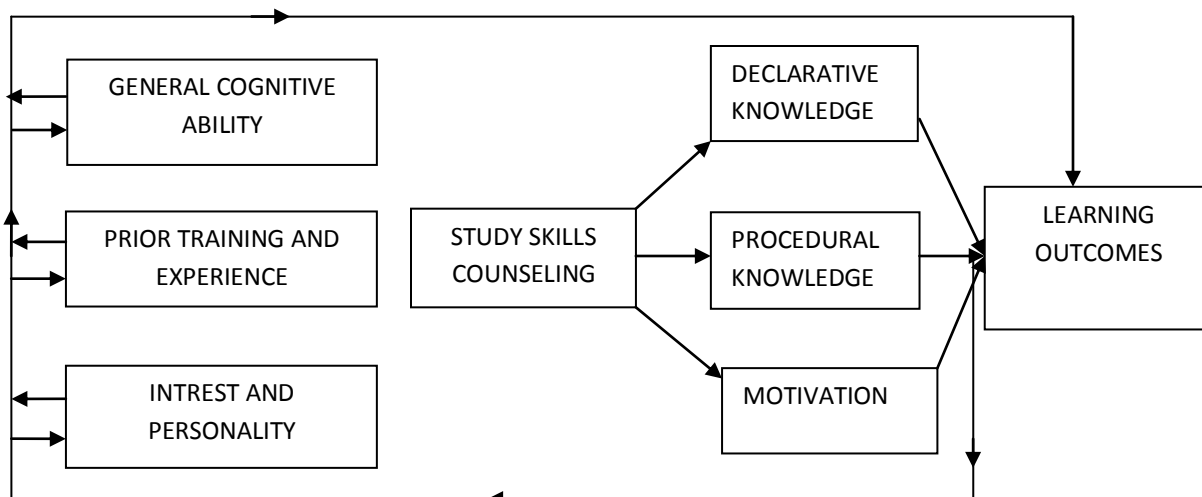 GENERAL COGNITIVE
ABILITY
PRIOR TRAINING AND
EXPERIENCE
INTREST AND
PERSONALITY
STUDY SKILLS
COUNSELING
DECLARATIVE
KNOWLEDGE
PROCEDURAL
KNOWLEDGE
MOTIVATION
LEARNING
OUTCOMES